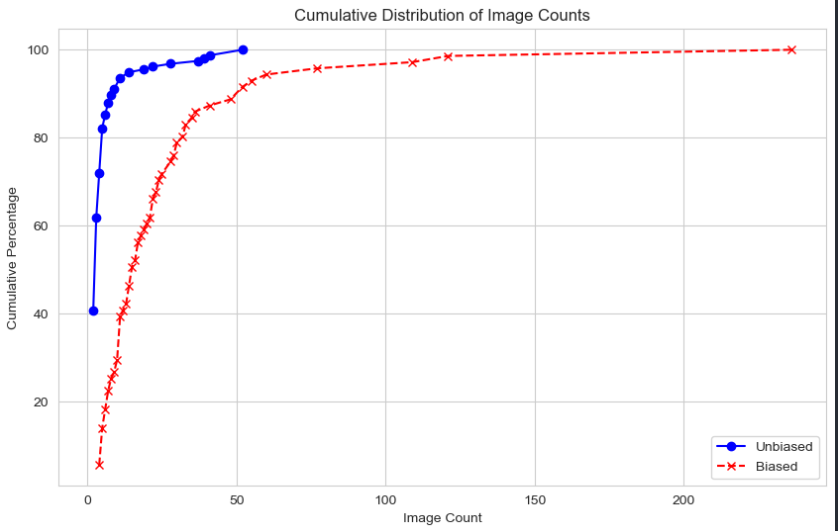 Cumulative Distribution of Image Counts
100
80
60
40
20
Cumulative Percentage
0
50
100
150
200
Image Count
Unbiased
Biased